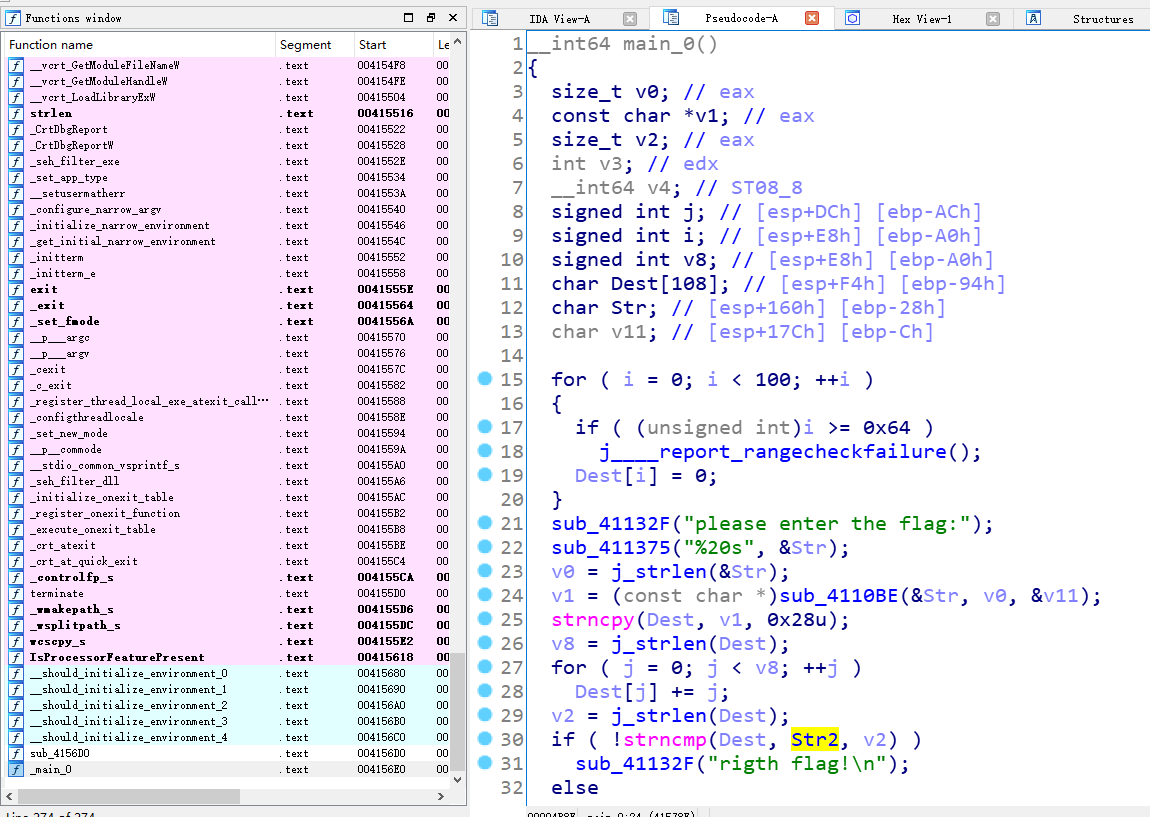 Functions window
Function name Segment Start Le
__vcrt_GetModuleFileNameW .text 004154F8 00
__vcrt_GetModuleHandleW .text 004154FE 00
__vcrt_LoadLibraryExW .text 00415504 00
strlen .text 00415516 00
_CrtDbgReport .text 00415522 00
_CrtDbgReportW .text 00415528 00
_seh_filter_exe .text 0041552E 00
_set_app_type .text 00415534 00
__setusermatherr .text 0041553A 00
_configure_narrow_argv .text 00415540 00
_initialize_narrow_environment .text 00415546 00
_get_initial_narrow_environment .text 0041554C 00
_initterm .text 00415552 00
_initterm_e .text 00415558 00
exit .text 0041555E 00
_exit .text 00415564 00
_set_fmode .text 0041556A 00
__p___argc .text 00415570 00
__p___argv .text 00415576 00
_cexit .text 0041557C 00
_c_exit .text 00415582 00
_register_thread_local_exe_atexit_call… .text 00415588 00
_configthreadlocale .text 0041558E 00
_set_new_mode .text 00415594 00
__p__commode .text 0041559A 00
__stdio_common_vsprintf_s .text 004155A0 00
_seh_filter_dll .text 004155A6 00
_initialize_onexit_table .text 004155AC 00
_register_onexit_function .text 004155B2 00
_execute_onexit_table .text 004155B8 00
_crt_atexit .text 004155BE 00
_crt_at_quick_exit .text 004155C4 00
_controlfp_s .text 004155CA 00
terminate .text 004155D0 00
_wmakepath_s .text 004155D6 00
_wsplitpath_s .text 004155DC 00
wcscpy_s .text 004155E2 00
IsProcessorFeaturePresent .text 00415618 00
__should_initialize_environment_0 .text 00415680 00
__should_initialize_environment_1 .text 00415690 00
__should_initialize_environment_2 .text 004156A0 00
__should_initialize_environment_3 .text 004156B0 00
__should_initialize_environment_4 .text 004156C0 00
sub_4156D0 .text 004156D0 00
_main_0 .text 004156E0 00
Line 274 of 274
IDA View-A Pseudocode-A Hex View-1 Structures
1 __int64 main_0()
2 {
3 size_t v0; // eax
4 const char *v1; // eax
5 size_t v2; // eax
6 int v3; // edx
7 __int64 v4; // ST08_8
8 signed int j; // [esp+DCh] [ebp-ACh]
9 signed int i; // [esp+E8h] [ebp-A0h]
10 signed int v8; // [esp+E8h] [ebp-A0h]
11 char Dest[108]; // [esp+F4h] [ebp-94h]
12 char Str; // [esp+160h] [ebp-28h]
13 char v11; // [esp+17Ch] [ebp-Ch]
14
15 for ( i = 0; i < 100; ++i )
16 {
17 if ( (unsigned int)i >= 0x64 )
18 j____report_rangecheckfailure();
19 Dest[i] = 0;
20 }
21 sub_41132F("please enter the flag:");
22 sub_411375("%20s", &Str);
23 v0 = j_strlen(&Str);
24 v1 = (const char *)sub_4110BE(&Str, v0, &v11);
25 strncpy(Dest, v1, 0x28u);
26 v8 = j_strlen(Dest);
27 for ( j = 0; j < v8; ++j )
28 Dest[j] += j;
29 v2 = j_strlen(Dest);
30 if ( !strncmp(Dest, Str2, v2) )
31 sub_41132F("rigth flag!\n");
32 else